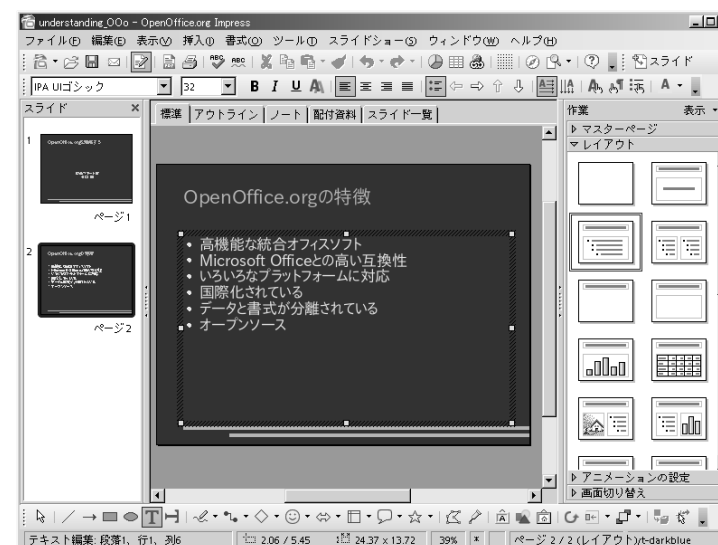 understanding_OOo - OpenOffice.org Impress
ファイル(F) 編集(E) 表示(V) 挿入(I) 書式(O) ツール(T) スライドショー(S) ウィンドウ(W) ヘルプ(H)
スライド
IPA UIゴシック 32 B I U A
スライド ×
標準 アウトライン ノート 配付資料 スライド一覧
作業 表示
マスターページ
レイアウト
1
ページ1
2
ページ2
OpenOffice.orgの特徴
• 高機能な統合オフィスソフト
• Microsoft Officeとの高い互換性
• いろいろなプラットフォームに対応
• 国際化されている
• データと書式が分離されている
• オープンソース
アニメーションの設定
画面切り替え
テキスト編集: 段落1, 行1, 列6 2.06 / 5.45 24.37 x 13.72 39% * ページ 2 / 2 (レイアウト)rt-darkblue